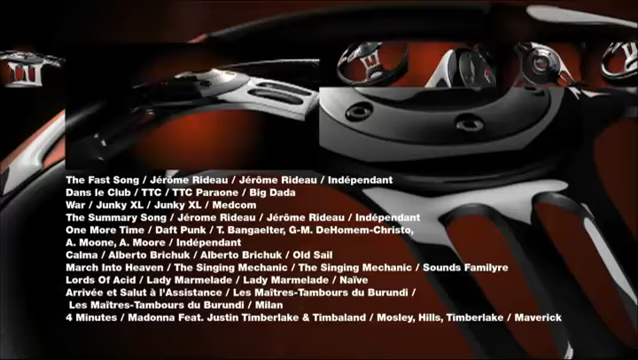 The Fast Song / Jérôme Rideau / Jérôme Rideau / Indépendant
Dans le Club / TTC / TTC Paraone / Big Dada
War / Junky XL / Junky XL / Medcom
The Summary Song / Jérome Rideau / Jérôme Rideau / Indépendant
One More Time / Daft Punk / T. Bangaelter, G-M. DeHomem-Christo,
A. Moone, A. Moore / Indépendant
Calma / Alberto Brichuk / Alberto Brichuk / Old Sail
March Into Heaven / The Singing Mechanic / The Singing Mechanic / Sounds Familyre
Lords Of Acid / Lady Marmelade / Lady Marmelade / Naïve
Arrivée et Salut à l'Assistance / Les Maîtres-Tambours du Burundi /
Les Maîtres-Tambours du Burundi / Milan
4 Minutes / Madonna Feat. Justin Timberlake & Timbaland / Mosley, Hills, Timberlake / Maverick